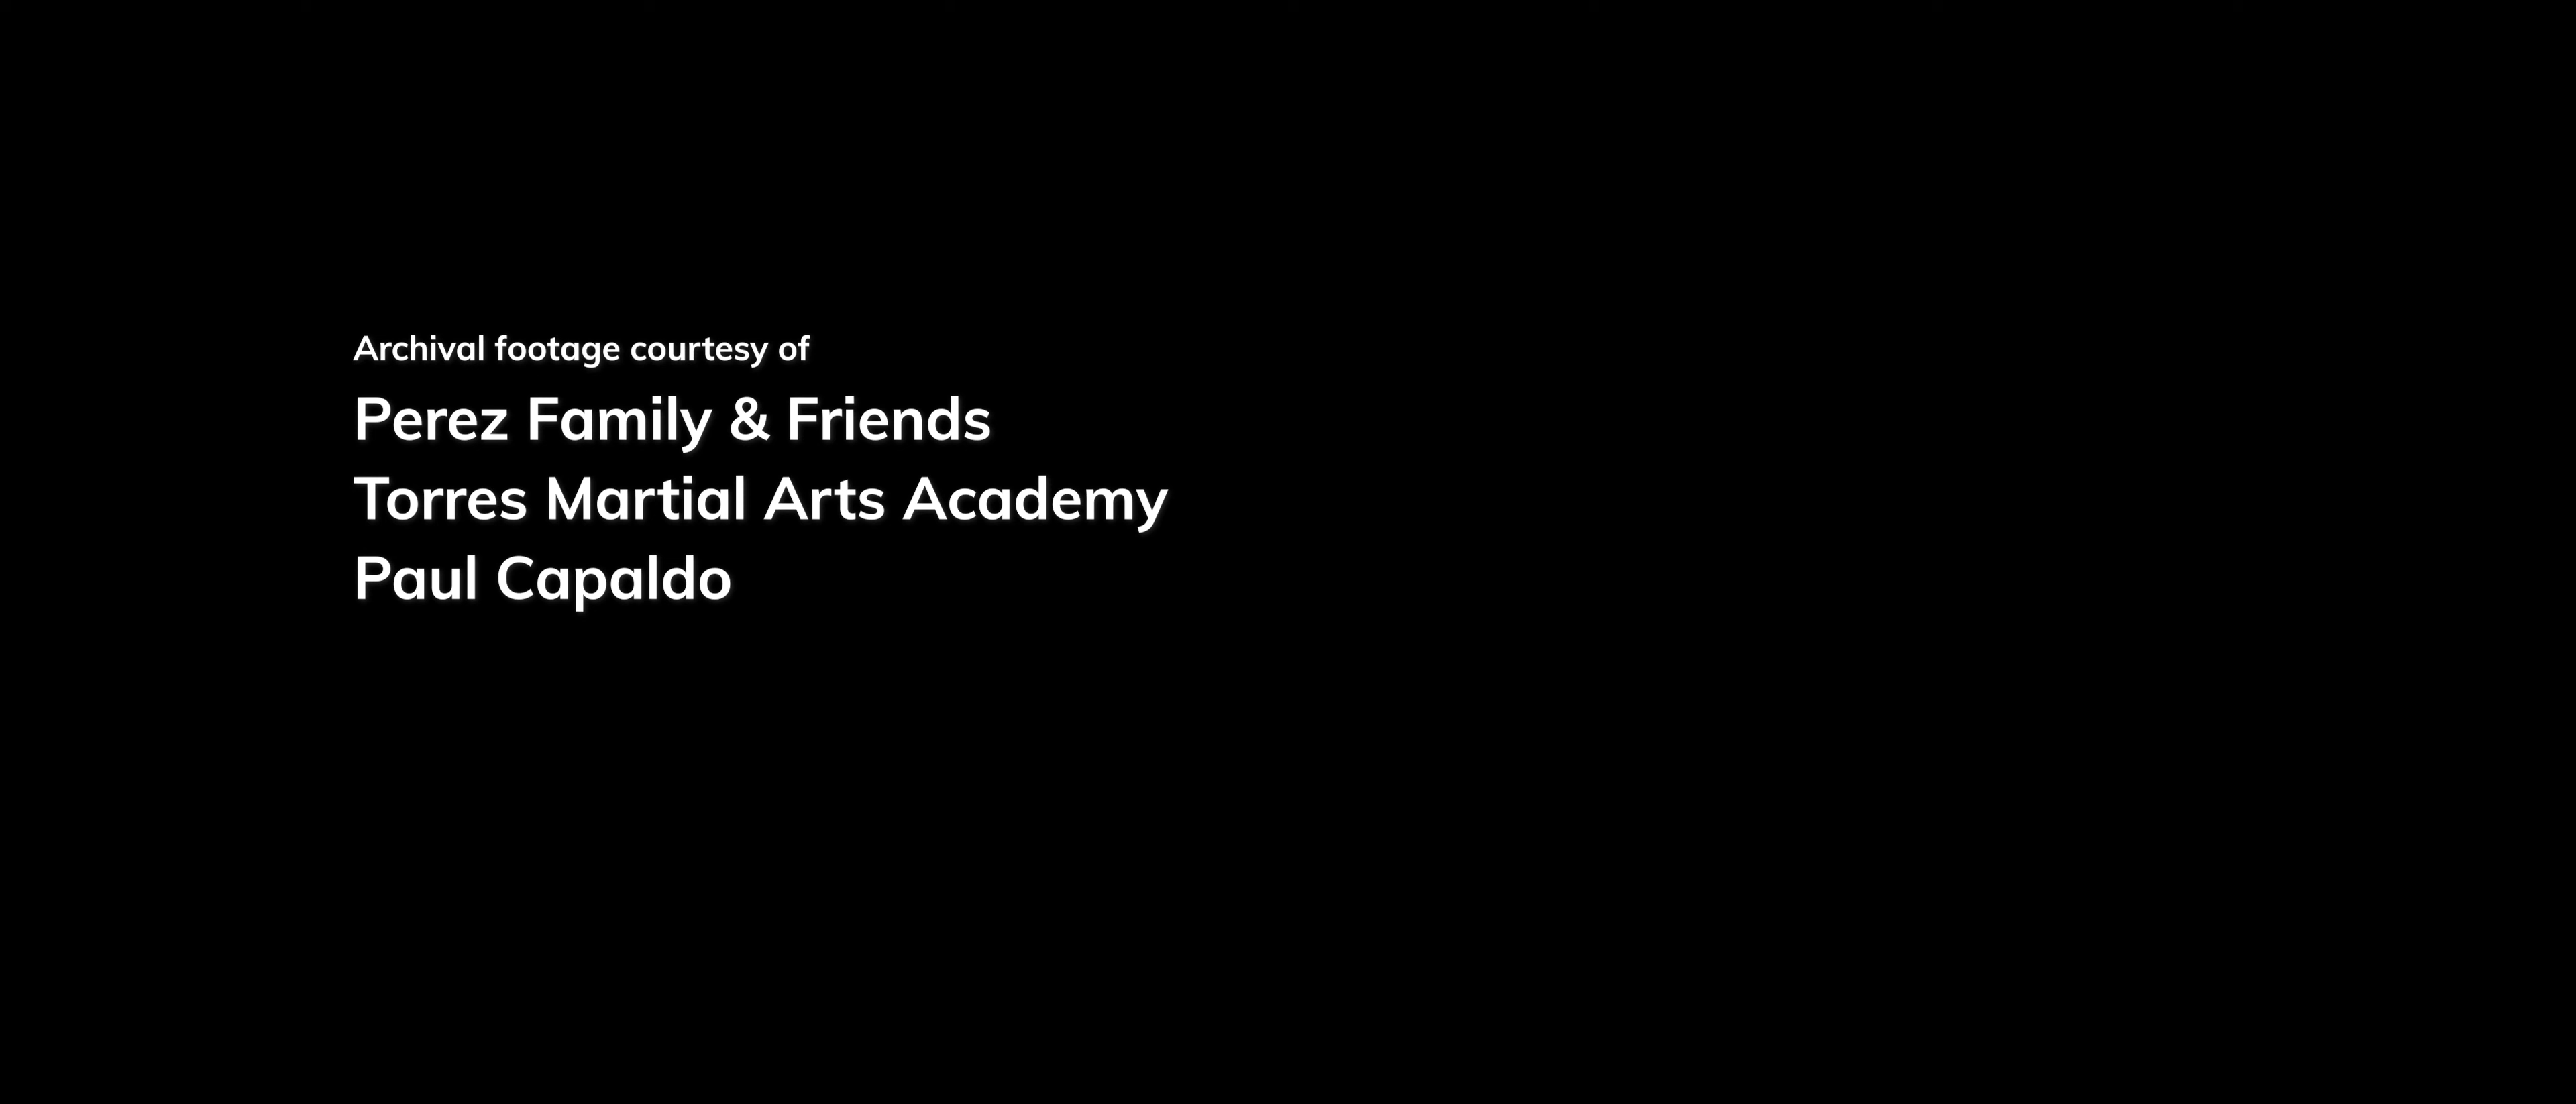 Archival footage courtesy of
Perez Family & Friends
Torres Martial Arts Academy
Paul Capaldo